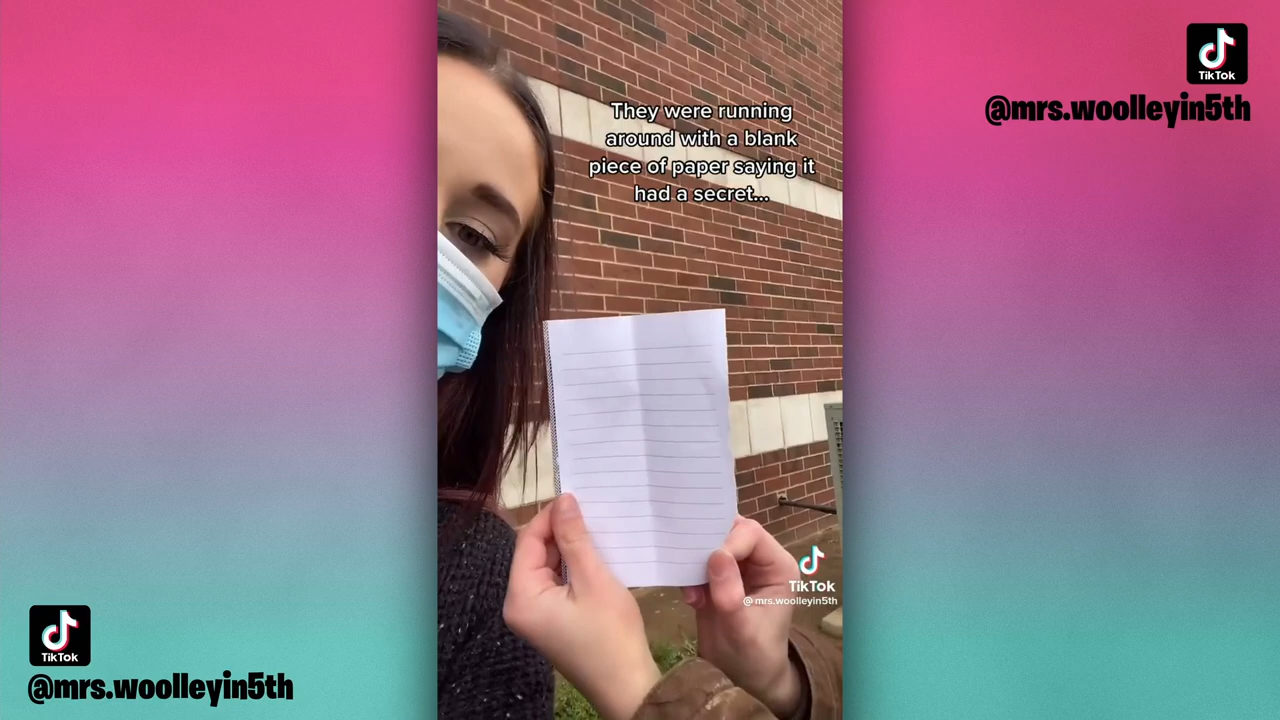 TikTok
@mrs.woolleyin5th
They were running
around with a blank
piece of paper saying it
had a secret...
TikTok
@mrs.woolleyin5th
TikTok
@mrs.woolleyin5th